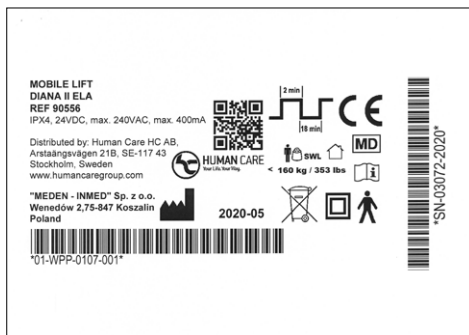 MOBILE LIFT
DIANA II ELA
REF 90556
IPX4, 24VDC, max. 240VAC, max. 400mA
Distributed by: Human Care HC AB,
Arstaängsvägen 21B, SE-117 43
Stockholm, Sweden
www.humancaregroup.com
HUMAN CARE
Your Life. Your Way.
"MEDEN - INMED" Sp. z o.o.
Wenedów 2,75-847 Koszalin
Poland
2020-05
*01-WPP-0107-001*
2 min
18 min
CE
SWL
MD
< 160 kg / 353 lbs
*SN-03072-2020*